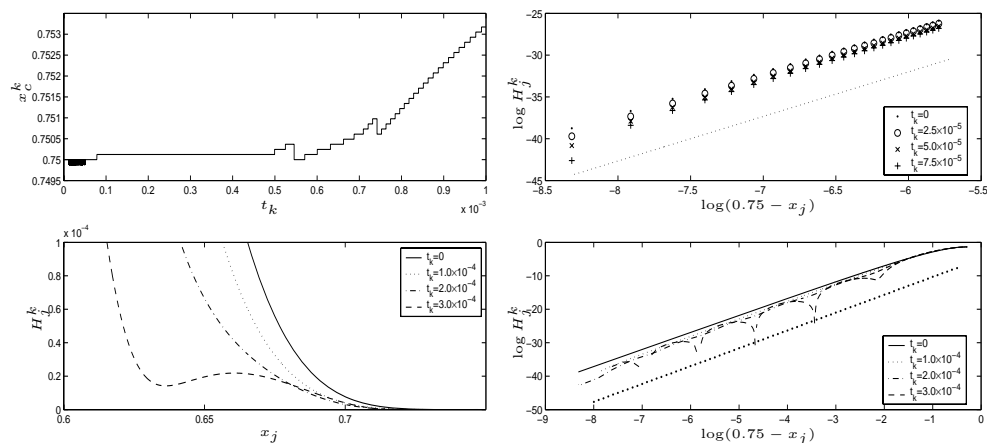 0.753
0.7525
0.752
0.7515
0.751
0.7505
0.75
0.7495
x_c^k
0 0.1 0.2 0.3 0.4 0.5 0.6 0.7 0.8 0.9 1
t_k
x 10^-3
-25
-30
-35
-40
-45
log H_j^k
-8.5 -8 -7.5 -7 -6.5 -6 -5.5
log(0.75 − x_j)
t_k=0
t_k=2.5×10^-5
t_k=5.0×10^-5
t_k=7.5×10^-5
x 10^-4
1
0.8
0.6
0.4
0.2
0
H_j^k
0.6 0.65 0.7
x_j
t_k=0
t_k=1.0×10^-4
t_k=2.0×10^-4
t_k=3.0×10^-4
0
-10
-20
-30
-40
-50
log H_j^k
-9 -8 -7 -6 -5 -4 -3 -2 -1 0
log(0.75 − x_j)
t_k=0
t_k=1.0×10^-4
t_k=2.0×10^-4
t_k=3.0×10^-4